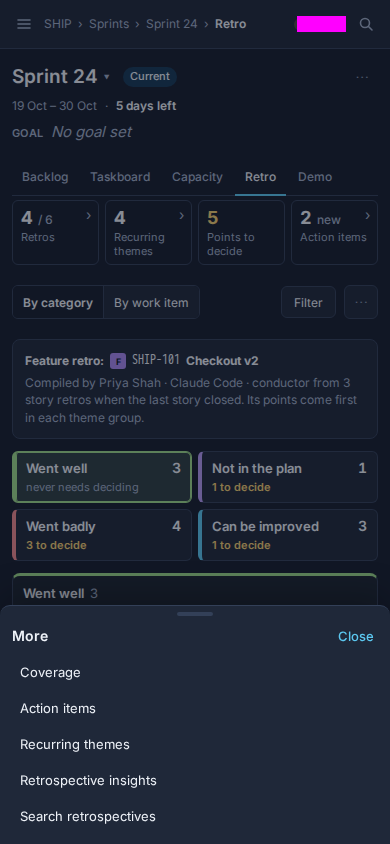 SHIP › Sprints › Sprint 24 › Retro
Sprint 24 ▾ Current ···
19 Oct – 30 Oct · 5 days left
GOAL No goal set
Backlog Taskboard Capacity Retro Demo
4 / 6 ›
Retros
4 ›
Recurring
themes
5
Points to
decide
2 new ›
Action items
By category By work item Filter ···
Feature retro: F SHIP-101 Checkout v2
Compiled by Priya Shah · Claude Code · conductor from 3
story retros when the last story closed. Its points come first
in each theme group.
Went well 3
never needs deciding
Not in the plan 1
1 to decide
Went badly 4
3 to decide
Can be improved 3
1 to decide
Went well 3
More Close
Coverage
Action items
Recurring themes
Retrospective insights
Search retrospectives